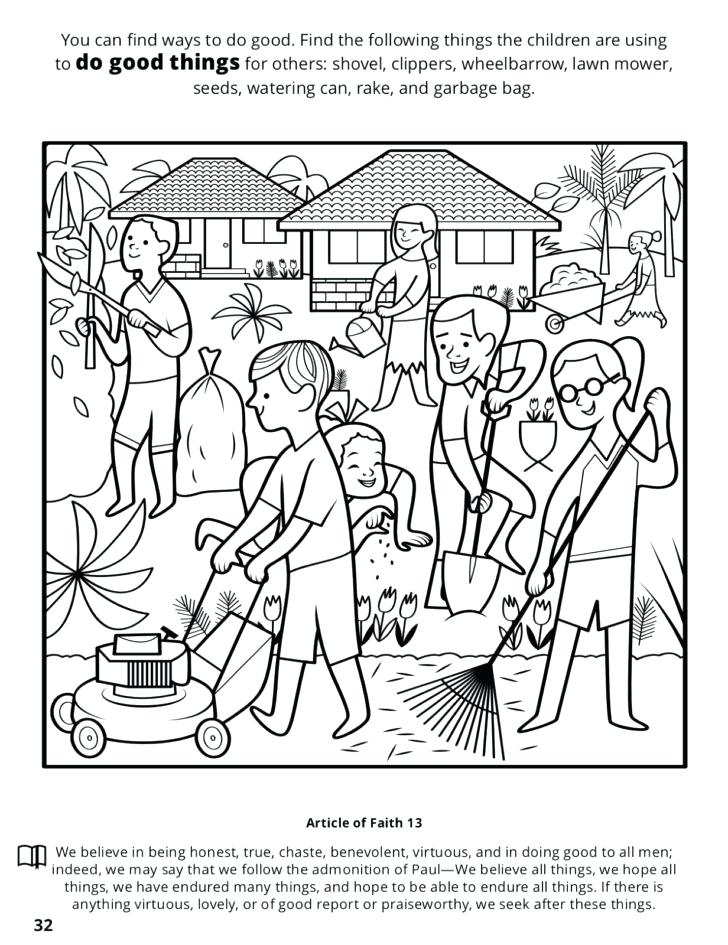 You can find ways to do good. Find the following things the children are using
to do good things for others: shovel, clippers, wheelbarrow, lawn mower,
seeds, watering can, rake, and garbage bag.
Article of Faith 13
We believe in being honest, true, chaste, benevolent, virtuous, and in doing good to all men;
indeed, we may say that we follow the admonition of Paul—We believe all things, we hope all
things, we have endured many things, and hope to be able to endure all things. If there is
anything virtuous, lovely, or of good report or praiseworthy, we seek after these things.
32